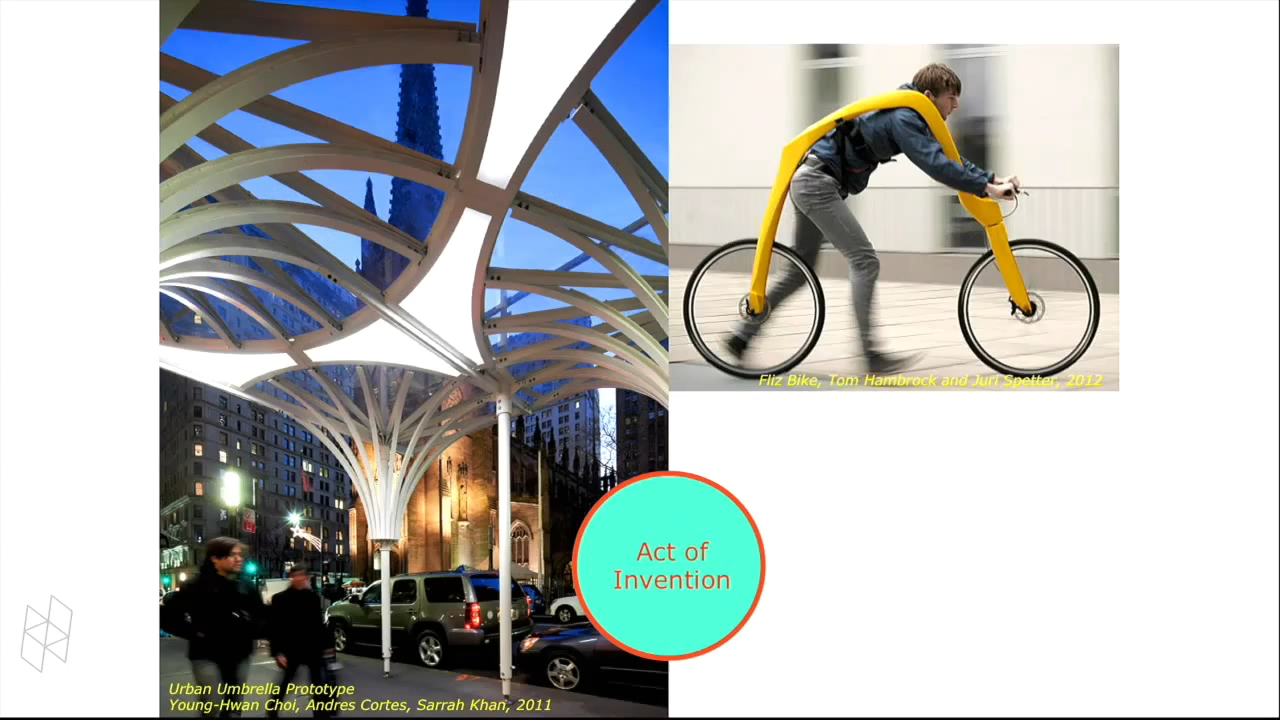 Fliz Bike, Tom Hambrock and Juri Spetter, 2012
Act of
Invention
Urban Umbrella Prototype
Young-Hwan Choi, Andres Cortes, Sarrah Khan, 2011